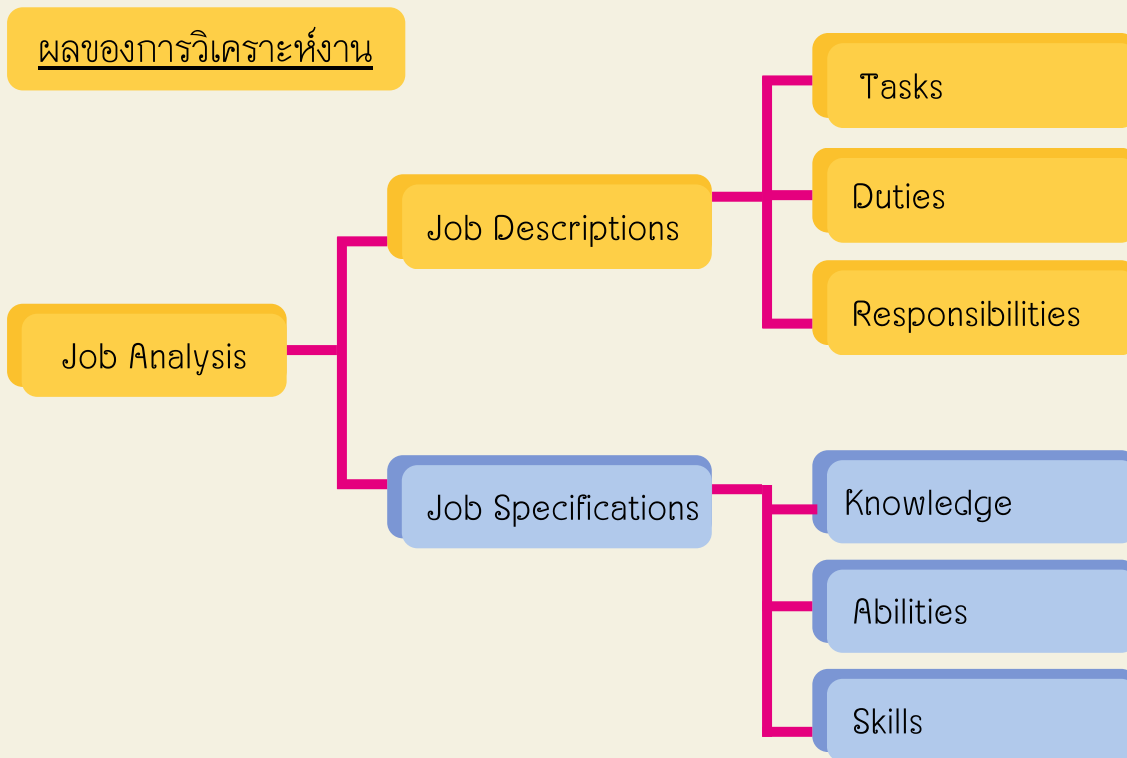 ผลของการวิเคราะห์งาน
Job Analysis
Job Descriptions
Tasks
Duties
Responsibilities
Job Specifications
Knowledge
Abilities
Skills